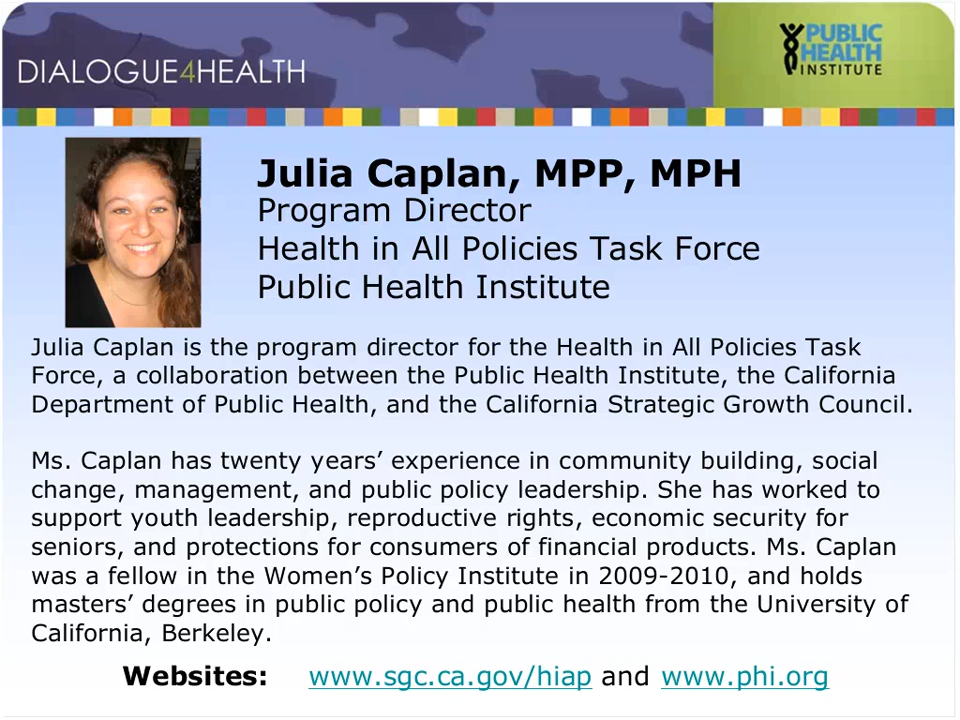 DIALOGUE4HEALTH
PUBLIC
HEALTH
INSTITUTE
Julia Caplan, MPP, MPH
Program Director
Health in All Policies Task Force
Public Health Institute
Julia Caplan is the program director for the Health in All Policies Task
Force, a collaboration between the Public Health Institute, the California
Department of Public Health, and the California Strategic Growth Council.
Ms. Caplan has twenty years’ experience in community building, social
change, management, and public policy leadership. She has worked to
support youth leadership, reproductive rights, economic security for
seniors, and protections for consumers of financial products. Ms. Caplan
was a fellow in the Women’s Policy Institute in 2009-2010, and holds
masters’ degrees in public policy and public health from the University of
California, Berkeley.
Websites: www.sgc.ca.gov/hiap and www.phi.org